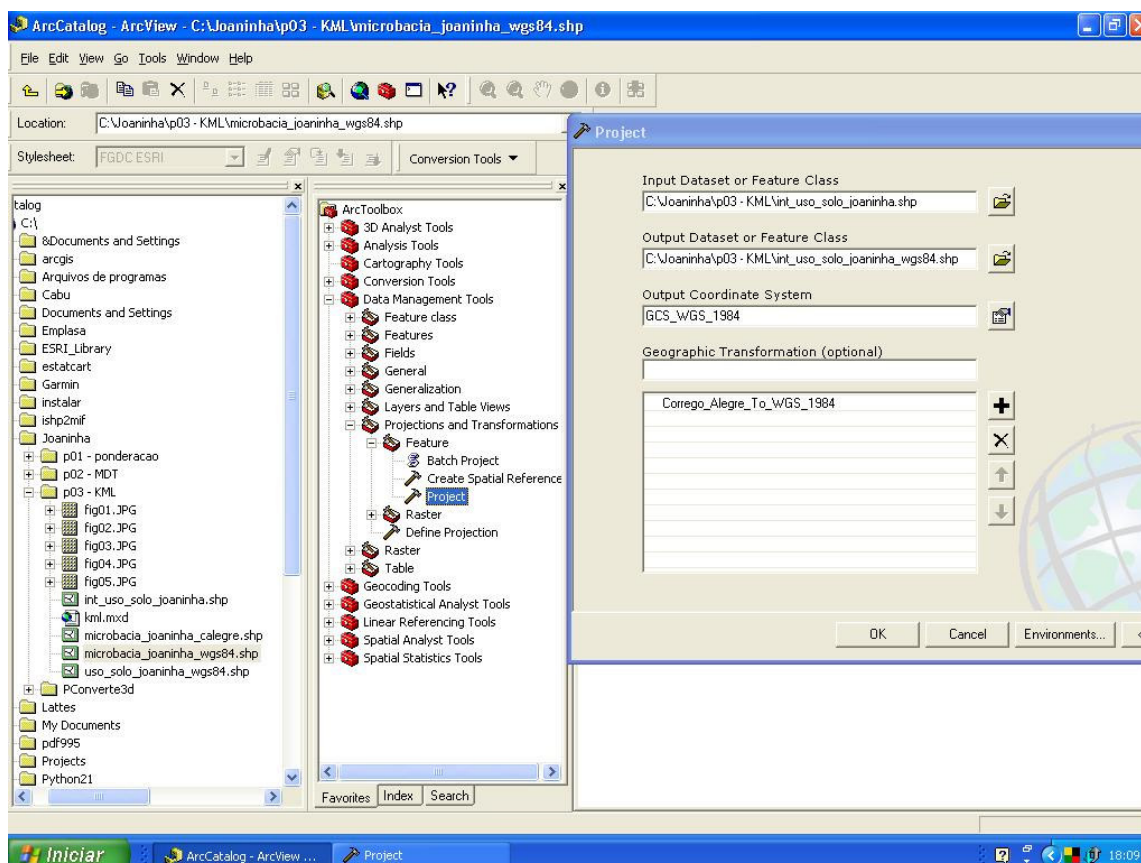 ArcCatalog - ArcView - C:\Joaninha\p03 - KML\microbacia_joaninha_wgs84.shp
File Edit View Go Tools Window Help
Location: C:\Joaninha\p03 - KML\microbacia_joaninha_wgs84.shp
Stylesheet: FGDC ESRI Conversion Tools
talog
C:\
&Documents and Settings
arcgis
Arquivos de programas
Cabu
Documents and Settings
Emplasa
ESRI_Library
estatcart
Garmin
instalar
ishp2mif
Joaninha
p01 - ponderacao
p02 - MDT
p03 - KML
fig01.JPG
fig02.JPG
fig03.JPG
fig04.JPG
fig05.JPG
int_uso_solo_joaninha.shp
kml.mxd
microbacia_joaninha_calegre.shp
microbacia_joaninha_wgs84.shp
uso_solo_joaninha_wgs84.shp
PConverte3d
Lattes
My Documents
pdf995
Projects
Python21
ArcToolbox
3D Analyst Tools
Analysis Tools
Cartography Tools
Conversion Tools
Data Management Tools
Feature class
Features
Fields
General
Generalization
Layers and Table Views
Projections and Transformations
Feature
Batch Project
Create Spatial Reference
Project
Raster
Define Projection
Raster
Table
Geocoding Tools
Geostatistical Analyst Tools
Linear Referencing Tools
Spatial Analyst Tools
Spatial Statistics Tools
Favorites Index Search
Project
Input Dataset or Feature Class
C:\Joaninha\p03 - KML\int_uso_solo_joaninha.shp
Output Dataset or Feature Class
C:\Joaninha\p03 - KML\int_uso_solo_joaninha_wgs84.shp
Output Coordinate System
GCS_WGS_1984
Geographic Transformation (optional)
Corrego_Alegre_To_WGS_1984
OK Cancel Environments...
Iniciar ArcCatalog - ArcView ... Project 18:09